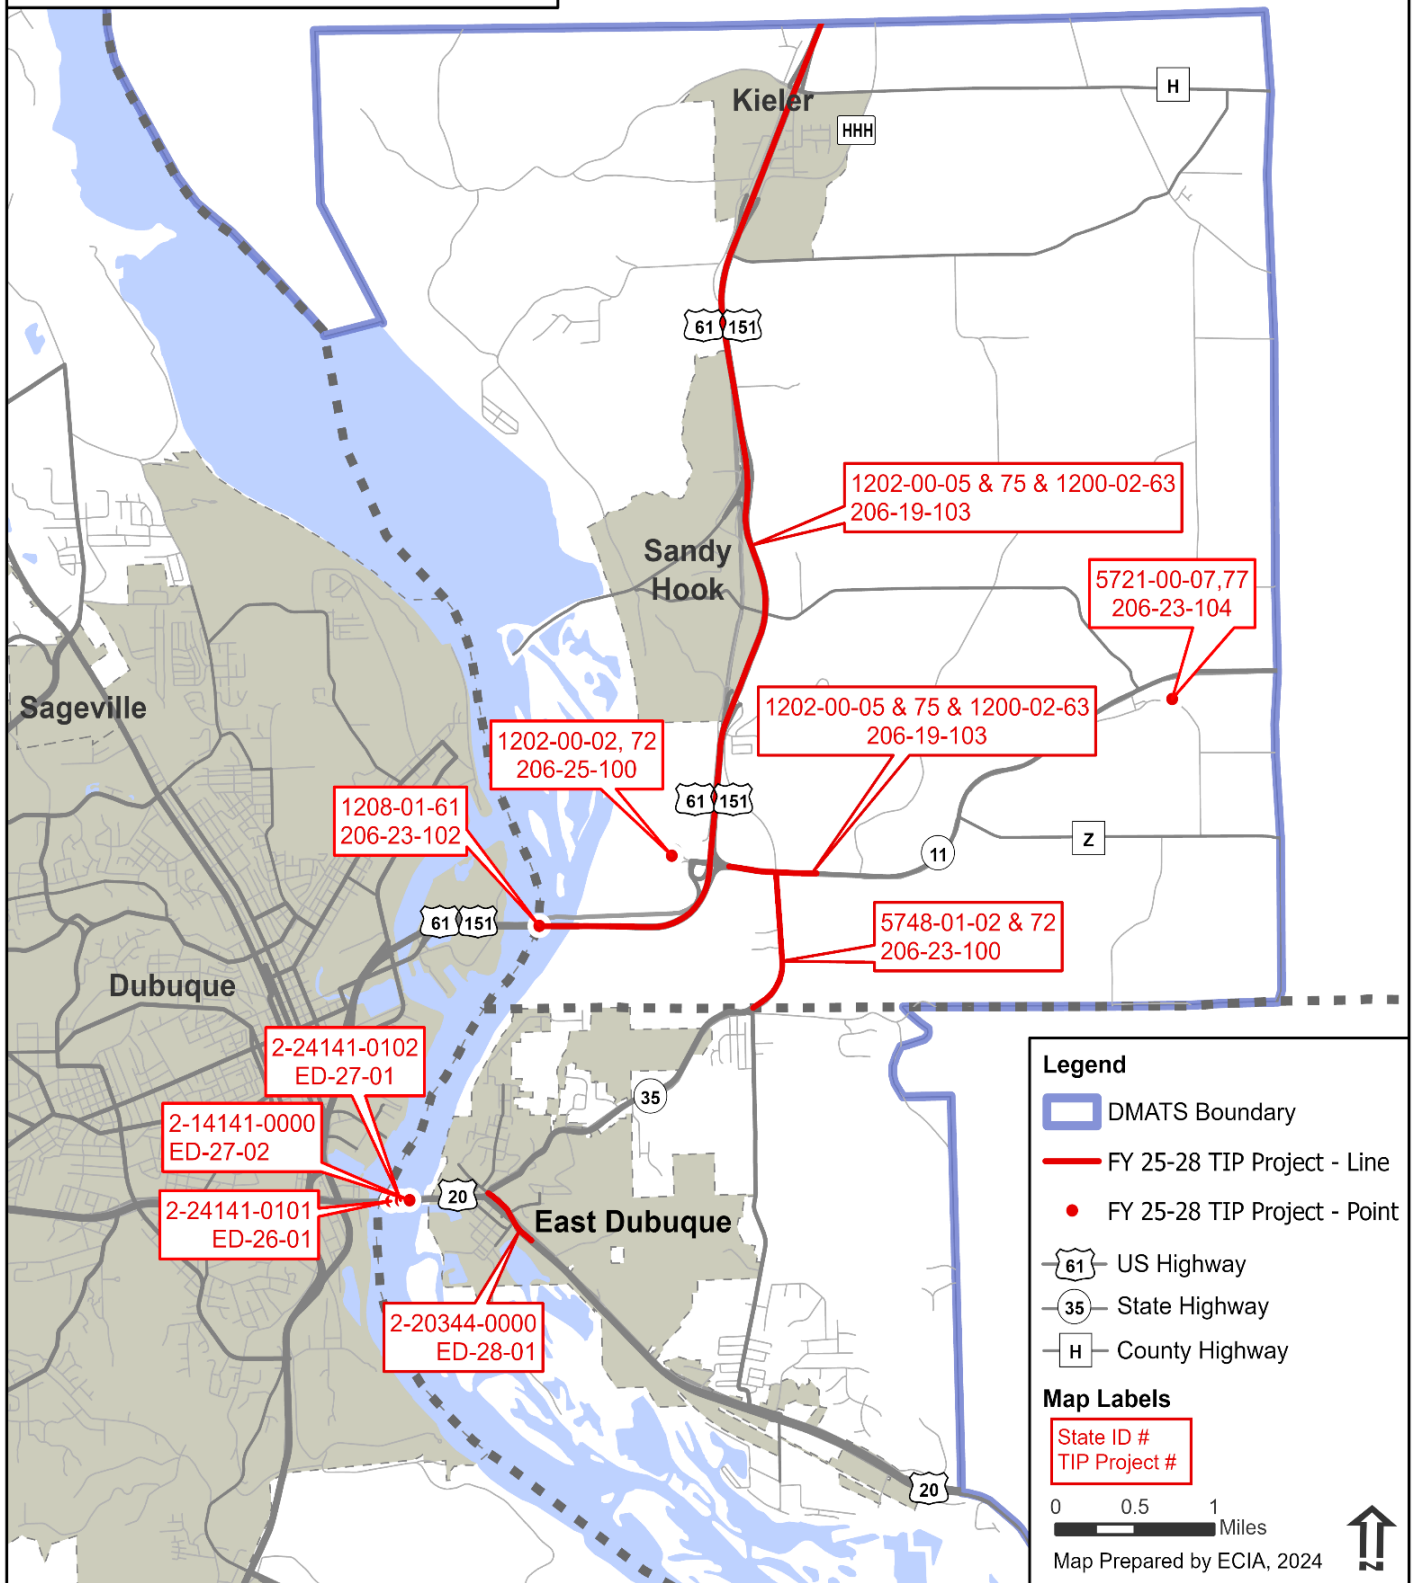 Kieler
H
HHH
61 151
1202-00-05 & 75 & 1200-02-63
206-19-103
Sandy
Hook
5721-00-07,77
206-23-104
Sageville
1202-00-05 & 75 & 1200-02-63
206-19-103
1202-00-02, 72
206-25-100
61 151
1208-01-61
206-23-102
11
Z
61 151
5748-01-02 & 72
206-23-100
Dubuque
2-24141-0102
ED-27-01
35
2-14141-0000
ED-27-02
20
2-24141-0101
ED-26-01
East Dubuque
2-20344-0000
ED-28-01
20
Legend
DMATS Boundary
FY 25-28 TIP Project - Line
FY 25-28 TIP Project - Point
61 US Highway
35 State Highway
H County Highway
Map Labels
State ID #
TIP Project #
0 0.5 1
Miles
Map Prepared by ECIA, 2024
N